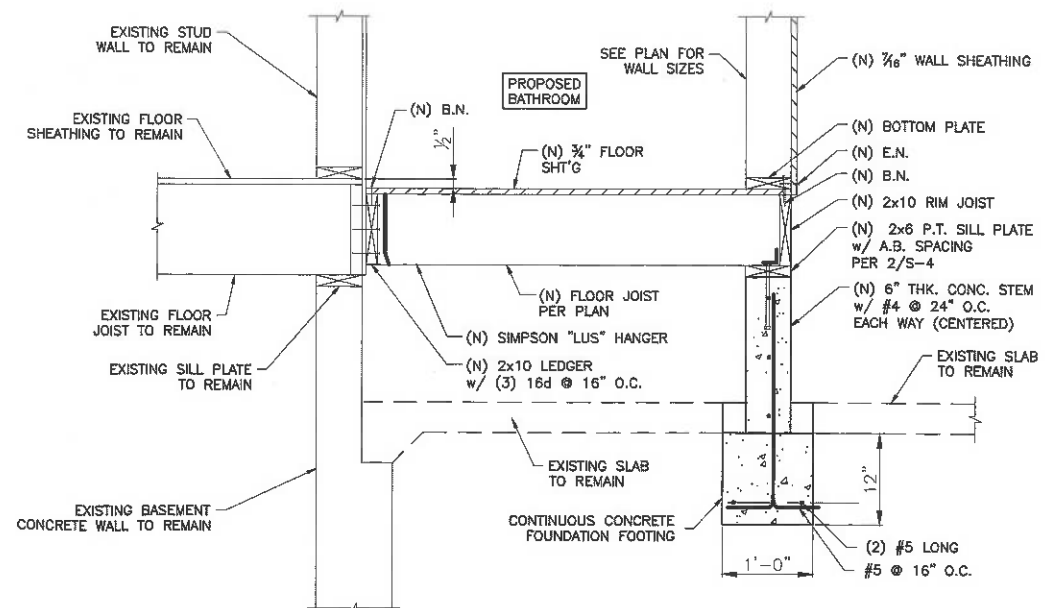 EXISTING STUD
WALL TO REMAIN
EXISTING FLOOR
SHEATHING TO REMAIN
EXISTING FLOOR
JOIST TO REMAIN
EXISTING SILL PLATE
TO REMAIN
EXISTING BASEMENT
CONCRETE WALL TO REMAIN
(N) B.N.
½"
PROPOSED
BATHROOM
(N) ¾" FLOOR
SHT'G
(N) FLOOR JOIST
PER PLAN
(N) SIMPSON "LUS" HANGER
(N) 2x10 LEDGER
w/ (3) 16d @ 16" O.C.
EXISTING SLAB
TO REMAIN
CONTINUOUS CONCRETE
FOUNDATION FOOTING
SEE PLAN FOR
WALL SIZES
(N) 7/16" WALL SHEATHING
(N) BOTTOM PLATE
(N) E.N.
(N) B.N.
(N) 2x10 RIM JOIST
(N) 2x6 P.T. SILL PLATE
w/ A.B. SPACING
PER 2/S-4
(N) 6" THK. CONC. STEM
w/ #4 @ 24" O.C.
EACH WAY (CENTERED)
EXISTING SLAB
TO REMAIN
12"
1'-0"
(2) #5 LONG
#5 @ 16" O.C.